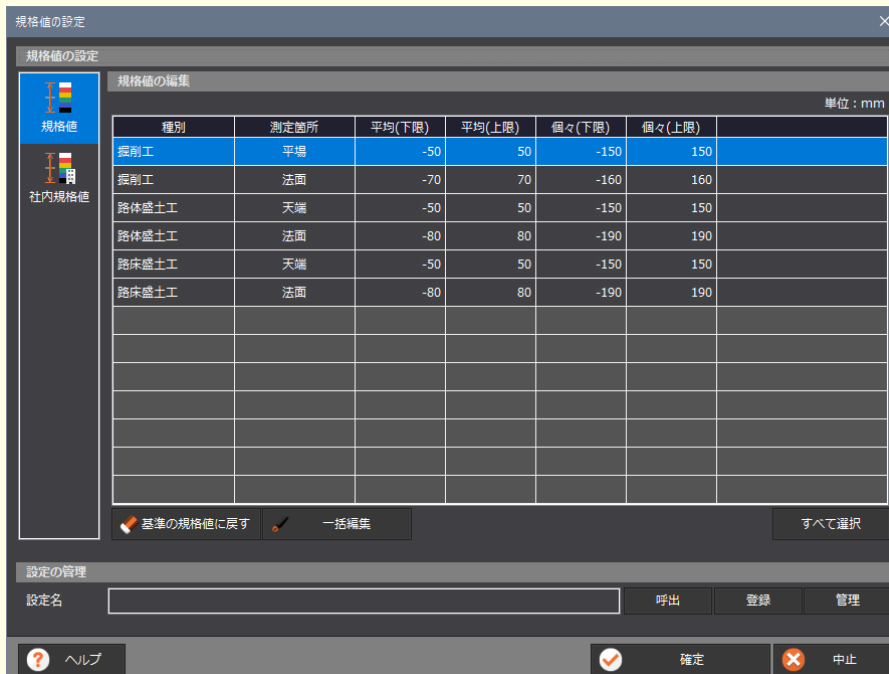 規格値の設定
規格値の設定
規格値
社内規格値
規格値の編集
単位：mm
種別 測定箇所 平均(下限) 平均(上限) 個々(下限) 個々(上限)
掘削工 平場 -50 50 -150 150
掘削工 法面 -70 70 -160 160
路体盛土工 天端 -50 50 -150 150
路体盛土工 法面 -80 80 -190 190
路床盛土工 天端 -50 50 -150 150
路床盛土工 法面 -80 80 -190 190
基準の規格値に戻す 一括編集 すべて選択
設定の管理
設定名 呼出 登録 管理
? ヘルプ 確定 中止